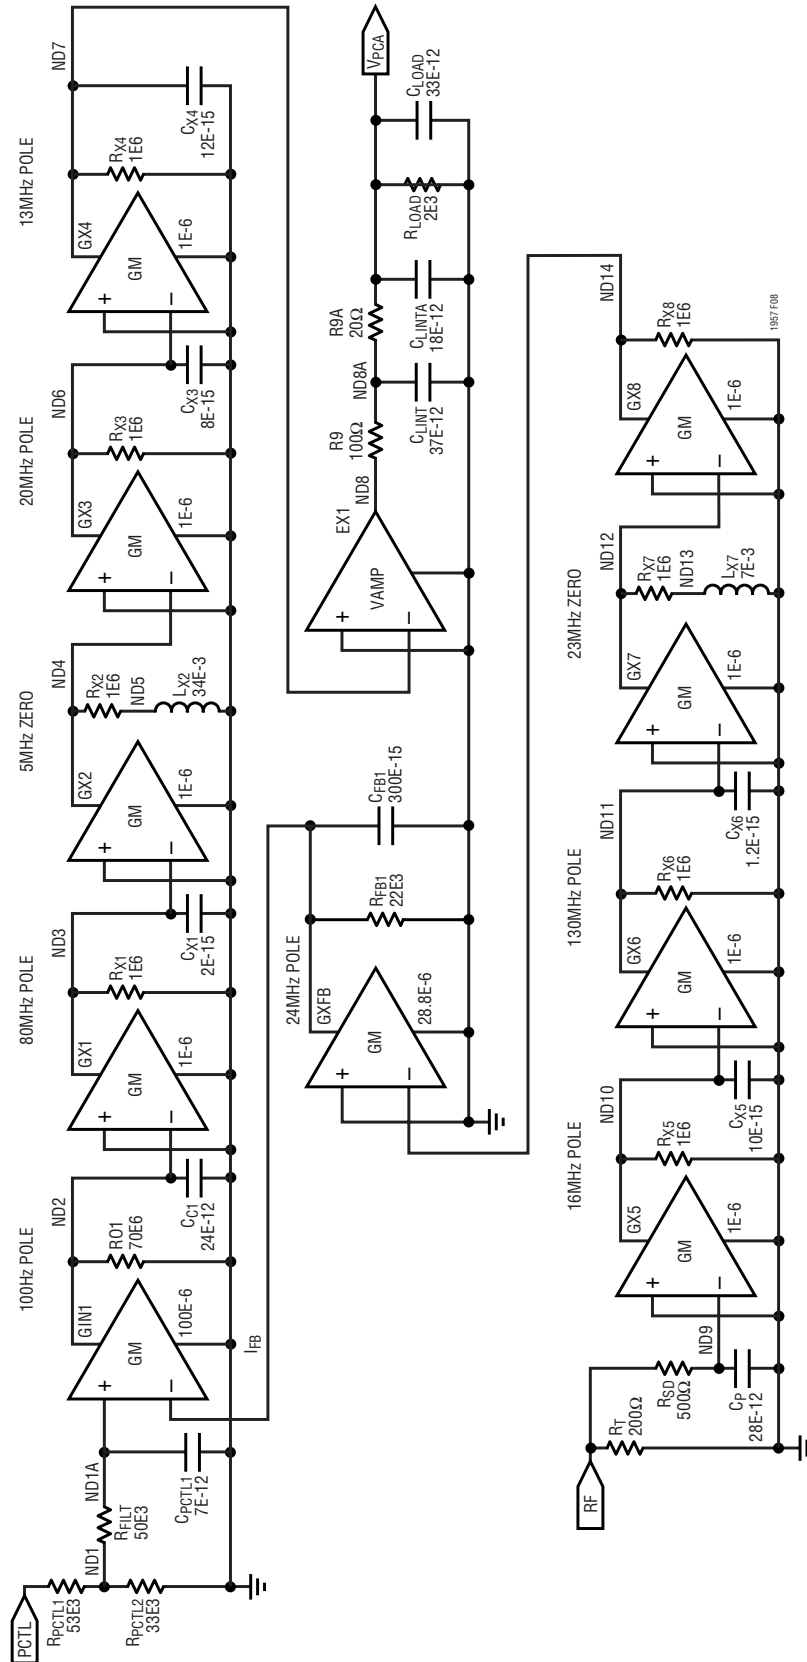 100Hz POLE
80MHz POLE
5MHz ZERO
20MHz POLE
13MHz POLE
PCTL
RPCTL1
53E3
ND1
RPCTL2
33E3
RFILT
50E3
ND1A
CPCTL1
7E-12
GIN1
GM
100E-6
IFB
RO1
70E6
ND2
CC1
24E-12
GX1
GM
1E-6
RX1
1E6
ND3
CX1
2E-15
GX2
GM
1E-6
ND4
RX2
1E6
ND5
LX2
34E-3
GX3
GM
1E-6
RX3
1E6
ND6
CX3
8E-15
GX4
GM
1E-6
RX4
1E6
CX4
12E-15
ND7
24MHz POLE
GXFB
GM
28.8E-6
RFB1
22E3
CFB1
300E-15
EX1
VAMP
ND8
R9
100Ω
ND8A
CLINT
37E-12
R9A
20Ω
CLINTA
18E-12
RLOAD
2E3
CLOAD
33E-12
VPCA
16MHz POLE
130MHz POLE
23MHz ZERO
RF
RT
200Ω
RSD
500Ω
CP
28E-12
ND9
GX5
GM
1E-6
RX5
1E6
ND10
CX5
10E-15
GX6
GM
1E-6
RX6
1E6
ND11
CX6
1.2E-15
GX7
GM
1E-6
ND12
RX7
1E6
ND13
LX7
7E-3
GX8
GM
1E-6
ND14
RX8
1E6
1957 F08